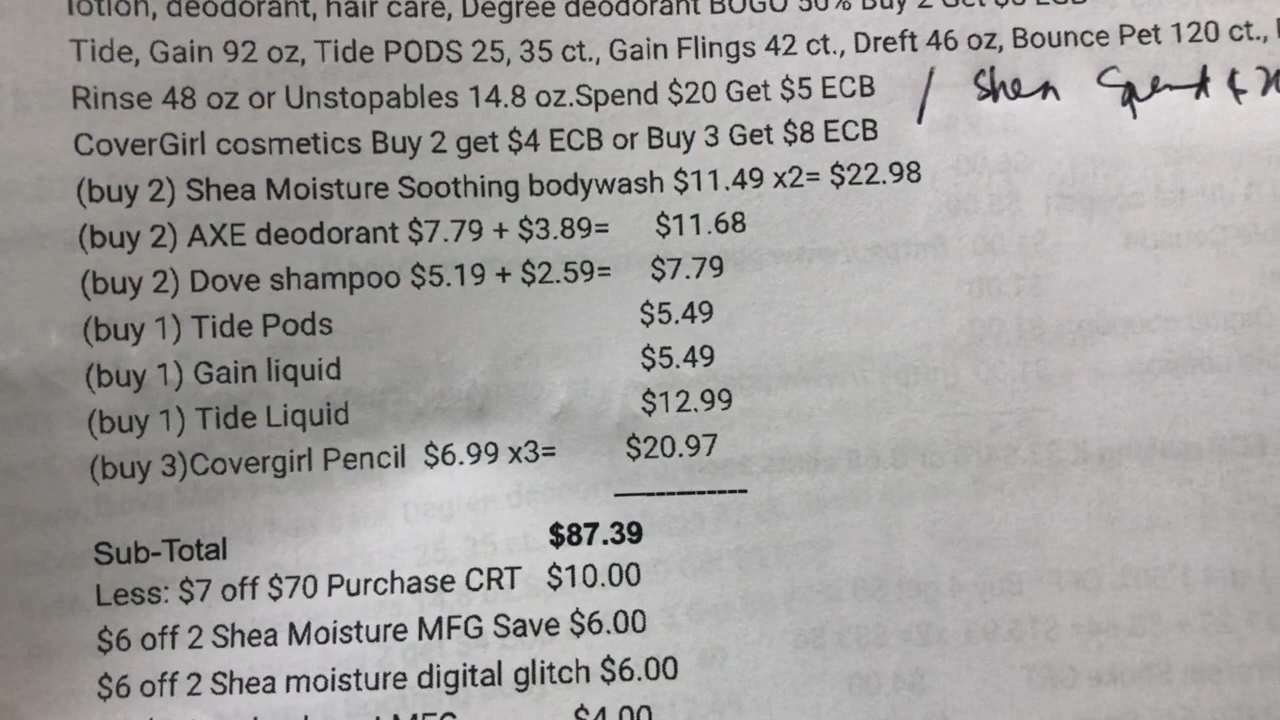 lotion, deodorant, hair care, Degree deodorant BOGO 50% Buy 2 Get
Tide, Gain 92 oz, Tide PODS 25, 35 ct., Gain Flings 42 ct., Dreft 46 oz, Bounce Pet 120 ct.,
Rinse 48 oz or Unstopables 14.8 oz.Spend $20 Get $5 ECB / Shea Spend
CoverGirl cosmetics Buy 2 get $4 ECB or Buy 3 Get $8 ECB
(buy 2) Shea Moisture Soothing bodywash $11.49 x2= $22.98
(buy 2) AXE deodorant $7.79 + $3.89= $11.68
(buy 2) Dove shampoo $5.19 + $2.59= $7.79
(buy 1) Tide Pods $5.49
(buy 1) Gain liquid $5.49
(buy 1) Tide Liquid $12.99
(buy 3)Covergirl Pencil $6.99 x3= $20.97
Sub-Total $87.39
Less: $7 off $70 Purchase CRT $10.00
$6 off 2 Shea Moisture MFG Save $6.00
$6 off 2 Shea moisture digital glitch $6.00
MFG $4.00